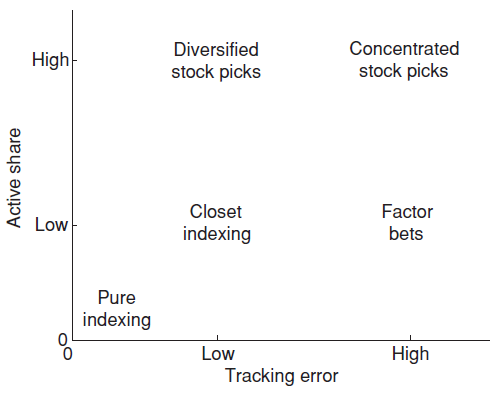 High
Diversified
stock picks
Concentrated
stock picks
Active share
Low
Closet
indexing
Factor
bets
Pure
indexing
0
0
Low
High
Tracking error